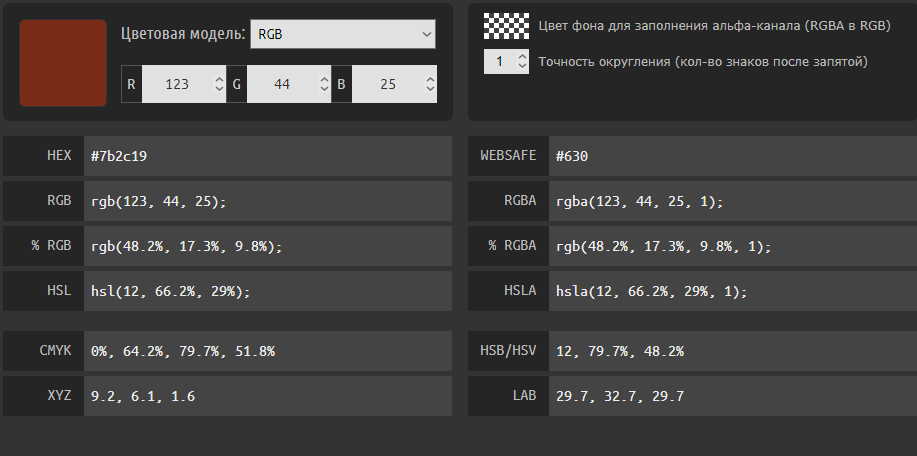 Цветовая модель: RGB
R 123 G 44 B 25
Цвет фона для заполнения альфа-канала (RGBA в RGB)
1 Точность округления (кол-во знаков после запятой)
HEX #7b2c19
WEBSAFE #630
RGB rgb(123, 44, 25);
RGBA rgba(123, 44, 25, 1);
% RGB rgb(48.2%, 17.3%, 9.8%);
% RGBA rgb(48.2%, 17.3%, 9.8%, 1);
HSL hsl(12, 66.2%, 29%);
HSLA hsla(12, 66.2%, 29%, 1);
CMYK 0%, 64.2%, 79.7%, 51.8%
HSB/HSV 12, 79.7%, 48.2%
XYZ 9.2, 6.1, 1.6
LAB 29.7, 32.7, 29.7